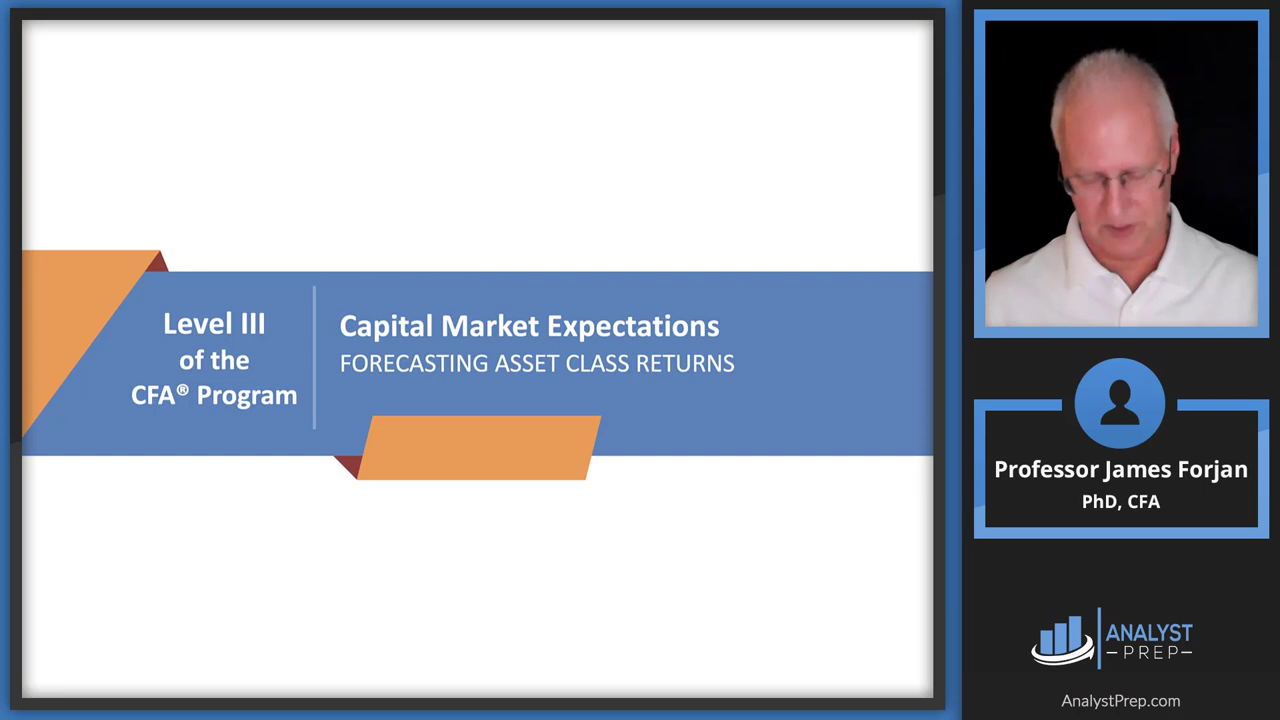 Level III
of the
CFA® Program
Capital Market Expectations
FORECASTING ASSET CLASS RETURNS
Professor James Forjan
PhD, CFA
ANALYST
PREP
AnalystPrep.com